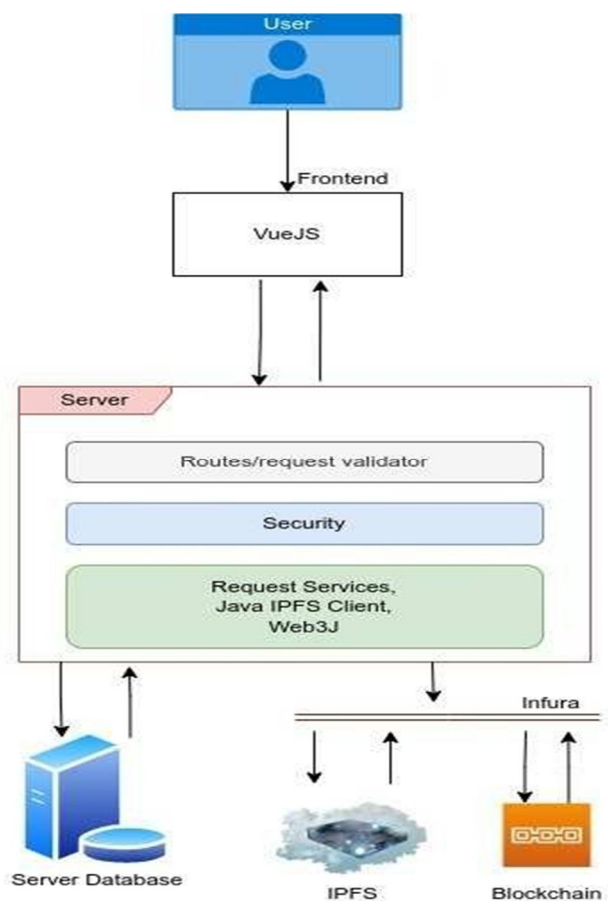 User
Frontend
VueJS
Server
Routes/request validator
Security
Request Services,
Java IPFS Client,
Web3J
Infura
Server Database
IPFS
Blockchain